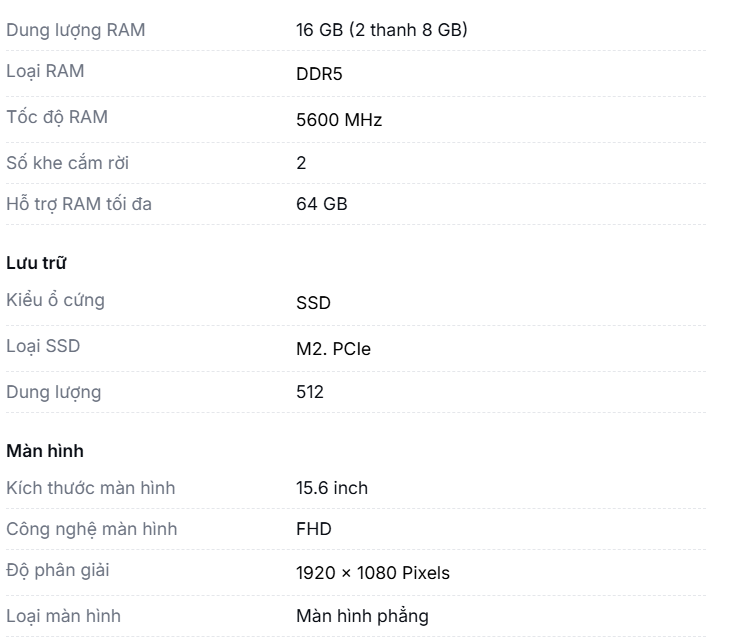 Dung lượng RAM 16 GB (2 thanh 8 GB)
Loại RAM DDR5
Tốc độ RAM 5600 MHz
Số khe cắm rời 2
Hỗ trợ RAM tối đa 64 GB
Lưu trữ
Kiểu ổ cứng SSD
Loại SSD M2. PCIe
Dung lượng 512
Màn hình
Kích thước màn hình 15.6 inch
Công nghệ màn hình FHD
Độ phân giải 1920 × 1080 Pixels
Loại màn hình Màn hình phẳng